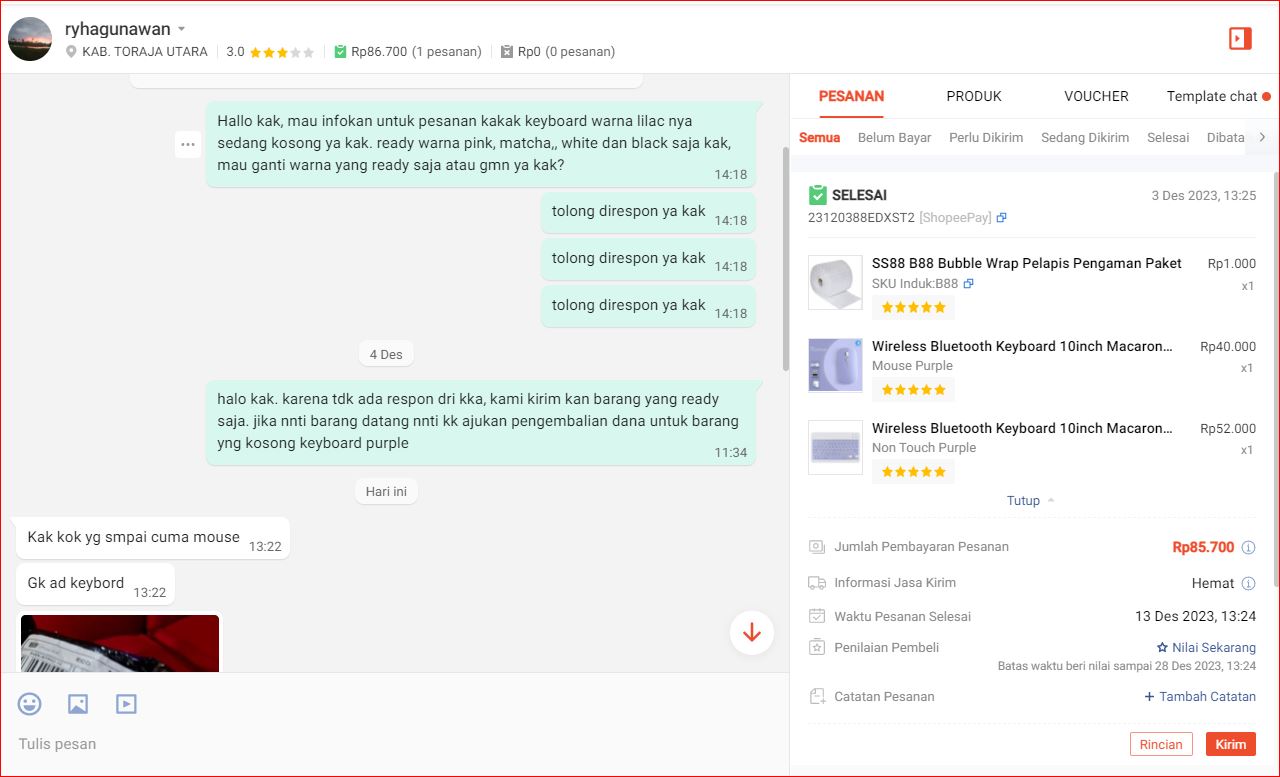 ryhagunawan
KAB. TORAJA UTARA
3.0
Rp86.700 (1 pesanan)
Rp0 (0 pesanan)
Hallo kak, mau infokan untuk pesanan kakak keyboard warna lilac nya
sedang kosong ya kak. ready warna pink, matcha,, white dan black saja kak,
mau ganti warna yang ready saja atau gmn ya kak?
14:18
tolong direspon ya kak
14:18
tolong direspon ya kak
14:18
tolong direspon ya kak
14:18
4 Des
halo kak. karena tdk ada respon dri kka, kami kirim kan barang yang ready
saja. jika nnti barang datang nnti kk ajukan pengembalian dana untuk barang
yng kosong keyboard purple
11:34
Hari ini
Kak kok yg smpai cuma mouse
13:22
Gk ad keybord
13:22
Tulis pesan
PESANAN
PRODUK
VOUCHER
Template chat
Semua
Belum Bayar
Perlu Dikirim
Sedang Dikirim
Selesai
Dibata
SELESAI
3 Des 2023, 13:25
23120388EDXST2 [ShopeePay]
SS88 B88 Bubble Wrap Pelapis Pengaman Paket
Rp1.000
SKU Induk:B88
x1
Wireless Bluetooth Keyboard 10inch Macaron...
Rp40.000
Mouse Purple
x1
Wireless Bluetooth Keyboard 10inch Macaron...
Rp52.000
Non Touch Purple
x1
Tutup
Jumlah Pembayaran Pesanan
Rp85.700
Informasi Jasa Kirim
Hemat
Waktu Pesanan Selesai
13 Des 2023, 13:24
Penilaian Pembeli
Nilai Sekarang
Batas waktu beri nilai sampai 28 Des 2023, 13:24
Catatan Pesanan
+ Tambah Catatan
Rincian
Kirim